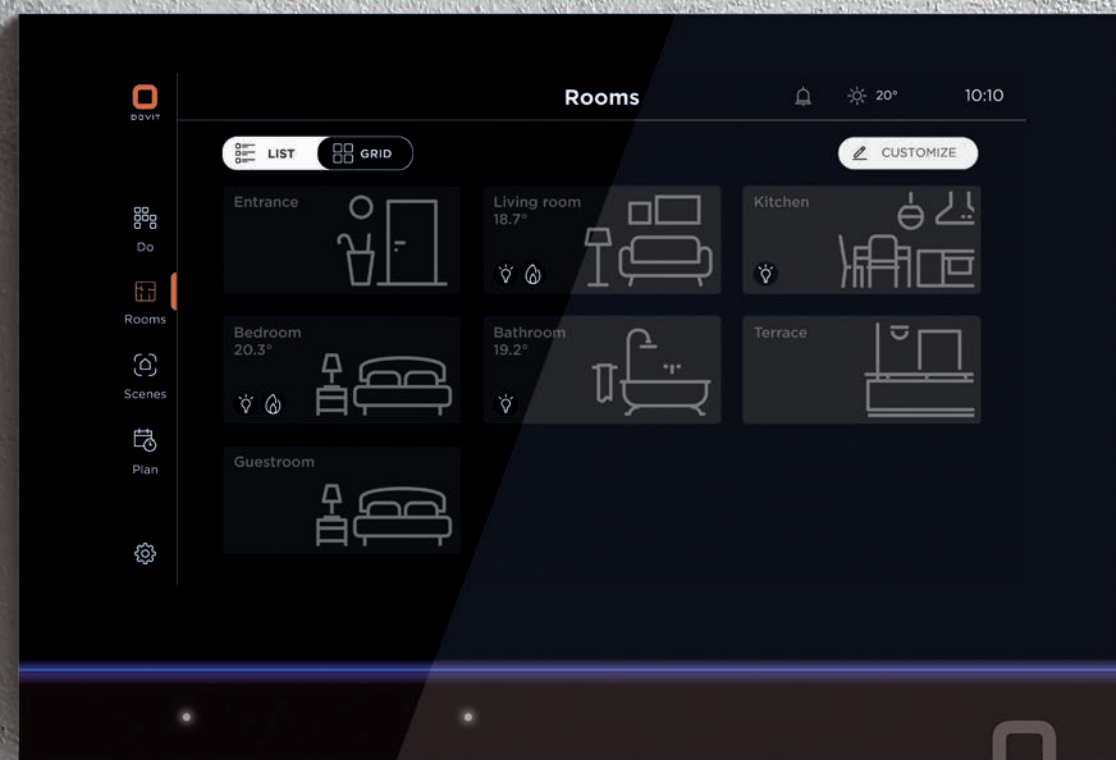 Rooms
20°
10:10
DOVIT
LIST
GRID
CUSTOMIZE
Do
Rooms
Scenes
Plan
Entrance
Living room
18.7°
Kitchen
Bedroom
20.3°
Bathroom
19.2°
Terrace
Guestroom